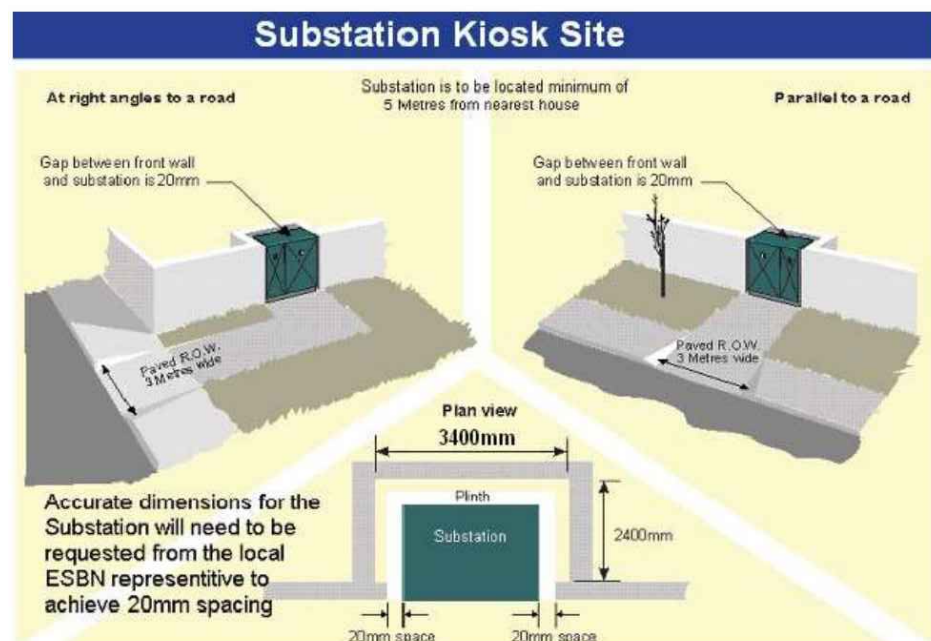 Substation Kiosk Site
At right angles to a road
Substation is to be located minimum of
5 Metres from nearest house
Parallel to a road
Gap between front wall
and substation is 20mm
Gap between front wall
and substation is 20mm
Paved R.O.W.
3 Metres wide
Paved R.O.W.
3 Metres wide
Plan view
3400mm
Plinth
Substation
2400mm
Accurate dimensions for the
Substation will need to be
requested from the local
ESBN representitive to
achieve 20mm spacing
20mm space
20mm space